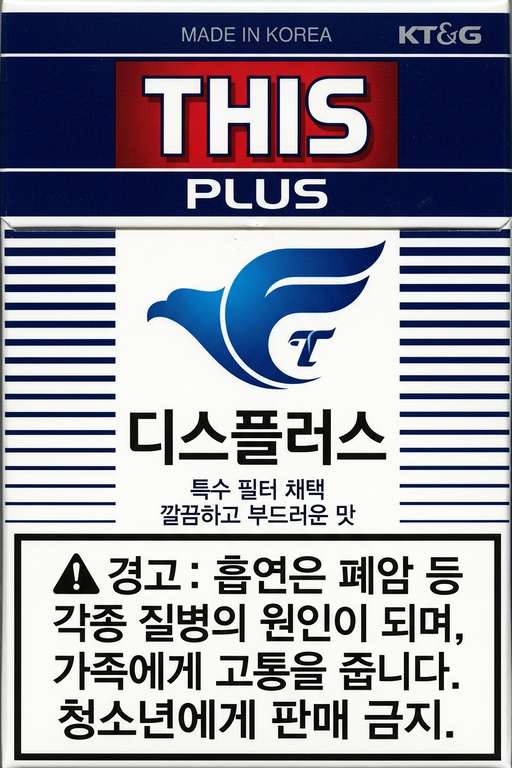 MADE IN KOREA
KT&G
THIS
PLUS
T
디스플러스
특수 필터 채택
깔끔하고 부드러운 맛
경고: 흡연은 폐암 등
각종 질병의 원인이 되며,
가족에게 고통을 줍니다.
청소년에게 판매 금지.